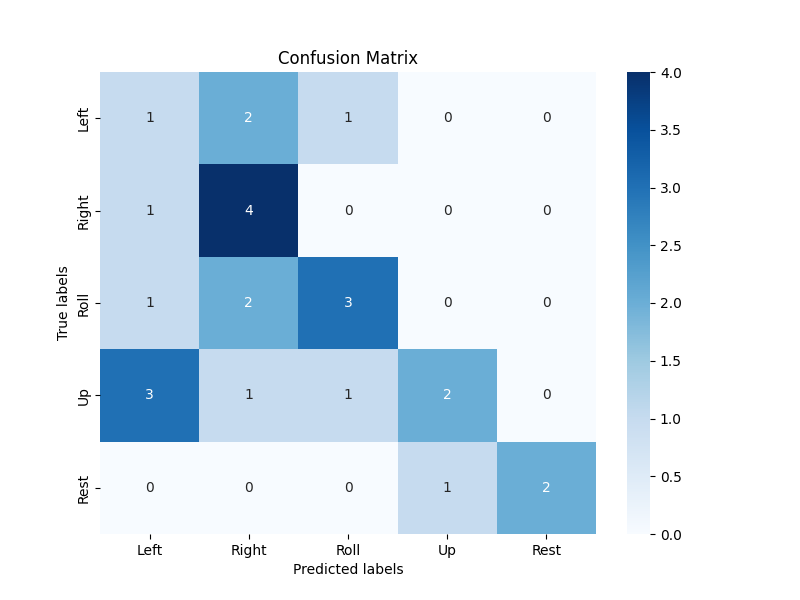 Confusion Matrix
True labels
Left 1 2 1 0 0
Right 1 4 0 0 0
Roll 1 2 3 0 0
Up 3 1 1 2 0
Rest 0 0 0 1 2
Left Right Roll Up Rest
Predicted labels
4.0
3.5
3.0
2.5
2.0
1.5
1.0
0.5
0.0